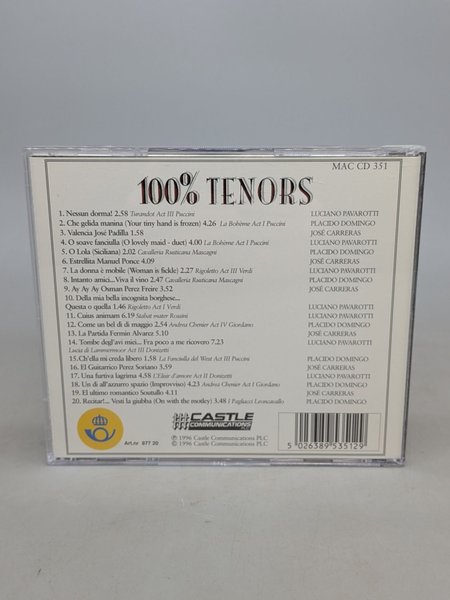 MAC CD 351
100% TENORS
1. Nessun dorma! 2.58 Turandot Act III Puccini LUCIANO PAVAROTTI
2. Che gelida manina (Your tiny hand is frozen) 4.26 La Bohème Act I Puccini PLACIDO DOMINGO
3. Valencia José Padilla 1.58 JOSÉ CARRERAS
4. O soave fanciulla (O lovely maid - duet) 4.00 La Bohème Act I Puccini LUCIANO PAVAROTTI
5. O Lola (Siciliana) 2.02 Cavalleria Rusticana Mascagni PLACIDO DOMINGO
6. Estrellita Manuel Ponce 4.09 JOSÉ CARRERAS
7. La donna è mobile (Woman is fickle) 2.27 Rigoletto Act III Verdi LUCIANO PAVAROTTI
8. Intanto amici...Viva il vino 2.47 Cavalleria Rusticana Mascagni PLACIDO DOMINGO
9. Ay Ay Ay Osman Perez Freire 3.52 JOSÉ CARRERAS
10. Della mia bella incognita borghese...
Questa o quella 1.46 Rigoletto Act I Verdi LUCIANO PAVAROTTI
11. Cuius animam 6.19 Stabat mater Rossini LUCIANO PAVAROTTI
12. Come un bel di di maggio 2.54 Andrea Chenier Act IV Giordano PLACIDO DOMINGO
13. La Partida Fermin Alvarez 5.10 JOSÉ CARRERAS
14. Tombe degl'avi miei... Fra poco a me ricovero 7.23 LUCIANO PAVAROTTI
Lucia di Lammermoor Act III Donizetti
15. Ch'ella mi creda libero 1.58 La Fanciulla del West Act III Puccini PLACIDO DOMINGO
16. El Guitarrico Perez Soriano 3.59 JOSÉ CARRERAS
17. Una furtiva lagrima 4.58 L'Elisir d'amore Act II Donizetti LUCIANO PAVAROTTI
18. Un di all'azzurro spazio (Improvviso) 4.23 Andrea Chenier Act I Giordano PLACIDO DOMINGO
19. El ultimo romantico Soutullo 4.11 JOSÉ CARRERAS
20. Recitar!... Vesti la giubba (On with the motley) 3.48 I Pagliacci Leoncavallo PLACIDO DOMINGO
Art.nr 877 20
CASTLE
COMMUNICATIONS
℗ 1996 Castle Communications PLC
© 1996 Castle Communications PLC
5 026389 535129